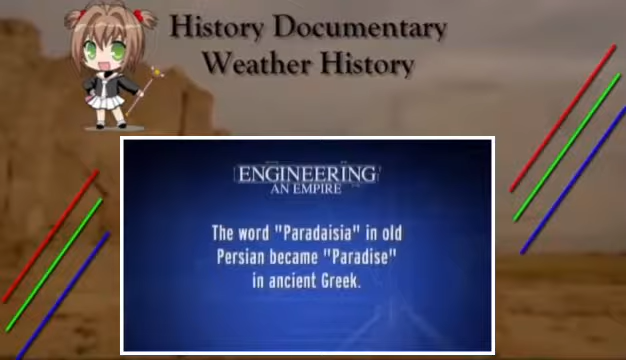 History Documentary
Weather History
ENGINEERING
AN EMPIRE
The word "Paradaisia" in old
Persian became "Paradise"
in ancient Greek.